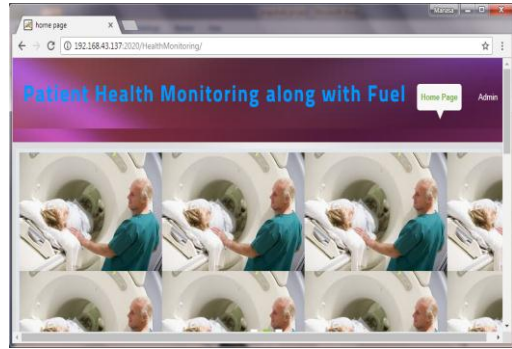 home page
192.168.43.137:2020/HealthMonitoring/
Patient Health Monitoring along with Fuel
Home Page
Admin